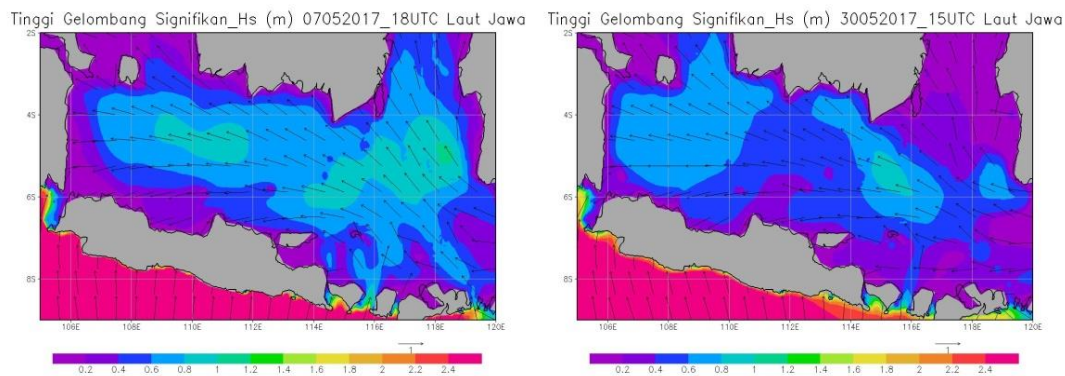 Tinggi Gelombang Signifikan_Hs (m) 07052017_18UTC Laut Jawa
2S
4S
6S
8S
106E 108E 110E 112E 114E 116E 118E 120E
1
0.2 0.4 0.6 0.8 1 1.2 1.4 1.6 1.8 2 2.2 2.4
Tinggi Gelombang Signifikan_Hs (m) 30052017_15UTC Laut Jawa
2S
4S
6S
8S
106E 108E 110E 112E 114E 116E 118E 120E
1
0.2 0.4 0.6 0.8 1 1.2 1.4 1.6 1.8 2 2.2 2.4